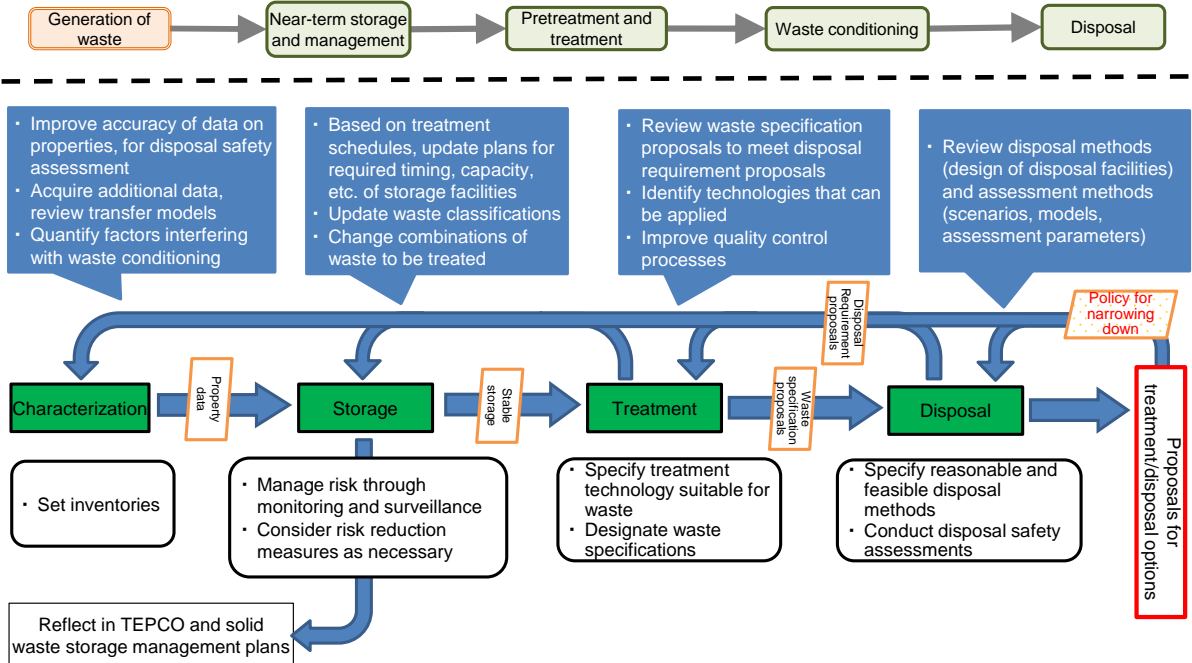 Generation of
waste
Near-term storage
and management
Pretreatment and
treatment
Waste conditioning
Disposal
・ Improve accuracy of data on
properties, for disposal safety
assessment
・ Acquire additional data,
review transfer models
・ Quantify factors interfering
with waste conditioning
・ Based on treatment
schedules, update plans for
required timing, capacity,
etc. of storage facilities
・ Update waste classifications
・ Change combinations of
waste to be treated
・ Review waste specification
proposals to meet disposal
requirement proposals
・ Identify technologies that can
be applied
・ Improve quality control
processes
・ Review disposal methods
(design of disposal facilities)
and assessment methods
(scenarios, models,
assessment parameters)
Disposal
Requirement
proposals
Policy for
narrowing
down
Characterization
Property
data
Storage
Stable
storage
Treatment
Waste
specification
proposals
Disposal
Proposals for
treatment/disposal options
・ Set inventories
・ Manage risk through
monitoring and surveillance
・ Consider risk reduction
measures as necessary
・ Specify treatment
technology suitable for
waste
・ Designate waste
specifications
・ Specify reasonable and
feasible disposal
methods
・ Conduct disposal safety
assessments
Reflect in TEPCO and solid
waste storage management plans